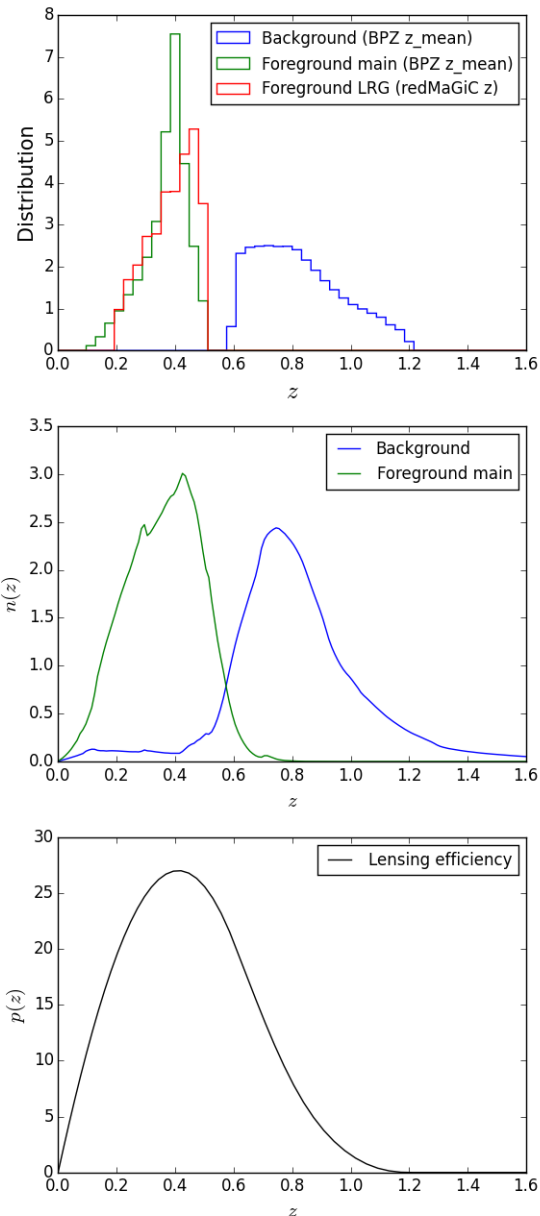 8
7
6
5
4
3
2
1
0
Distribution
Background (BPZ z_mean)
Foreground main (BPZ z_mean)
Foreground LRG (redMaGiC z)
0.0 0.2 0.4 0.6 0.8 1.0 1.2 1.4 1.6
z
3.5
3.0
2.5
2.0
1.5
1.0
0.5
0.0
n(z)
Background
Foreground main
0.0 0.2 0.4 0.6 0.8 1.0 1.2 1.4 1.6
z
30
25
20
15
10
5
0
p(z)
Lensing efficiency
0.0 0.2 0.4 0.6 0.8 1.0 1.2 1.4 1.6
z